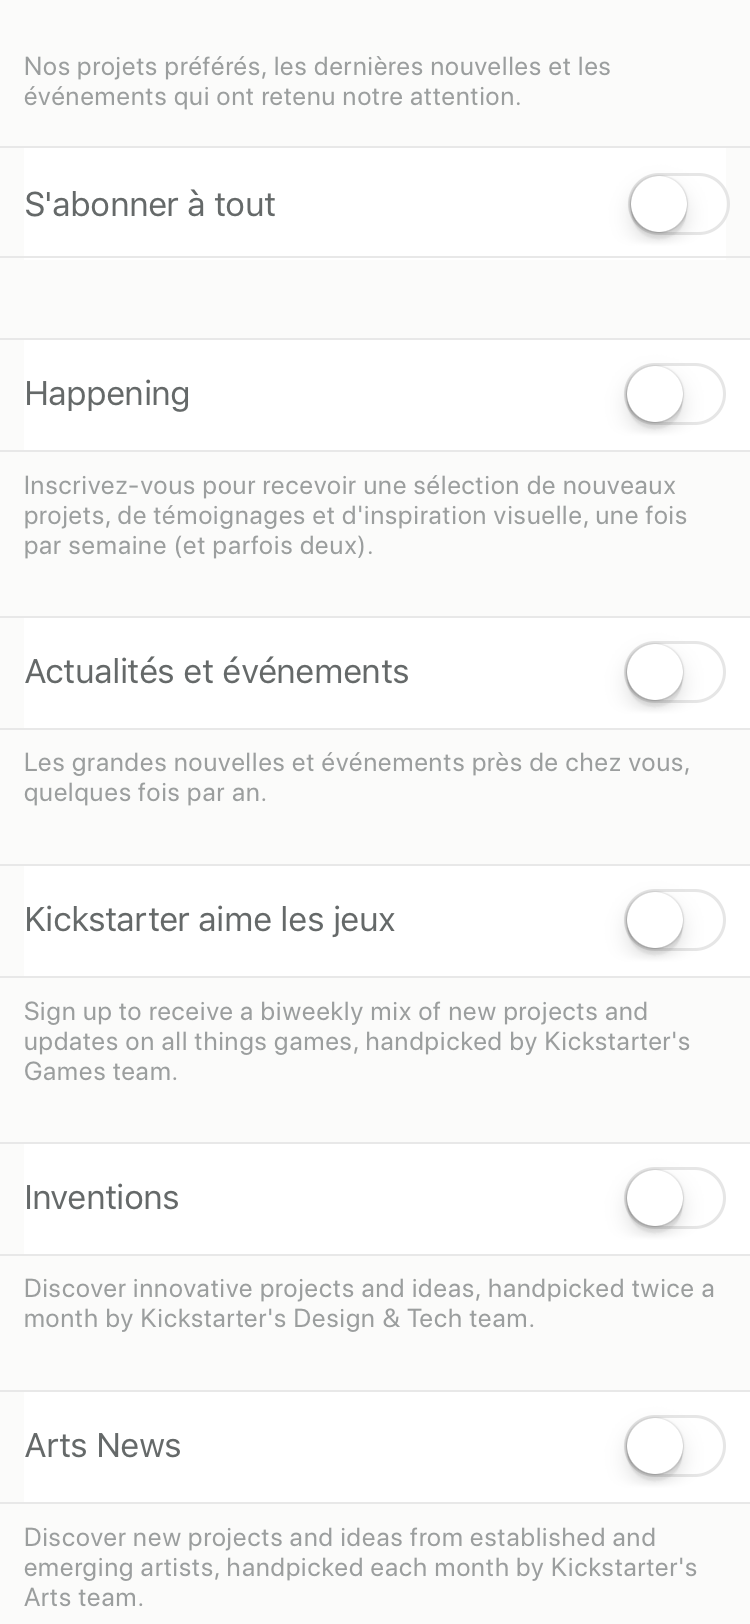 Nos projets préférés, les dernières nouvelles et les
événements qui ont retenu notre attention.
S'abonner à tout
Happening
Inscrivez-vous pour recevoir une sélection de nouveaux
projets, de témoignages et d'inspiration visuelle, une fois
par semaine (et parfois deux).
Actualités et événements
Les grandes nouvelles et événements près de chez vous,
quelques fois par an.
Kickstarter aime les jeux
Sign up to receive a biweekly mix of new projects and
updates on all things games, handpicked by Kickstarter's
Games team.
Inventions
Discover innovative projects and ideas, handpicked twice a
month by Kickstarter's Design & Tech team.
Arts News
Discover new projects and ideas from established and
emerging artists, handpicked each month by Kickstarter's
Arts team.